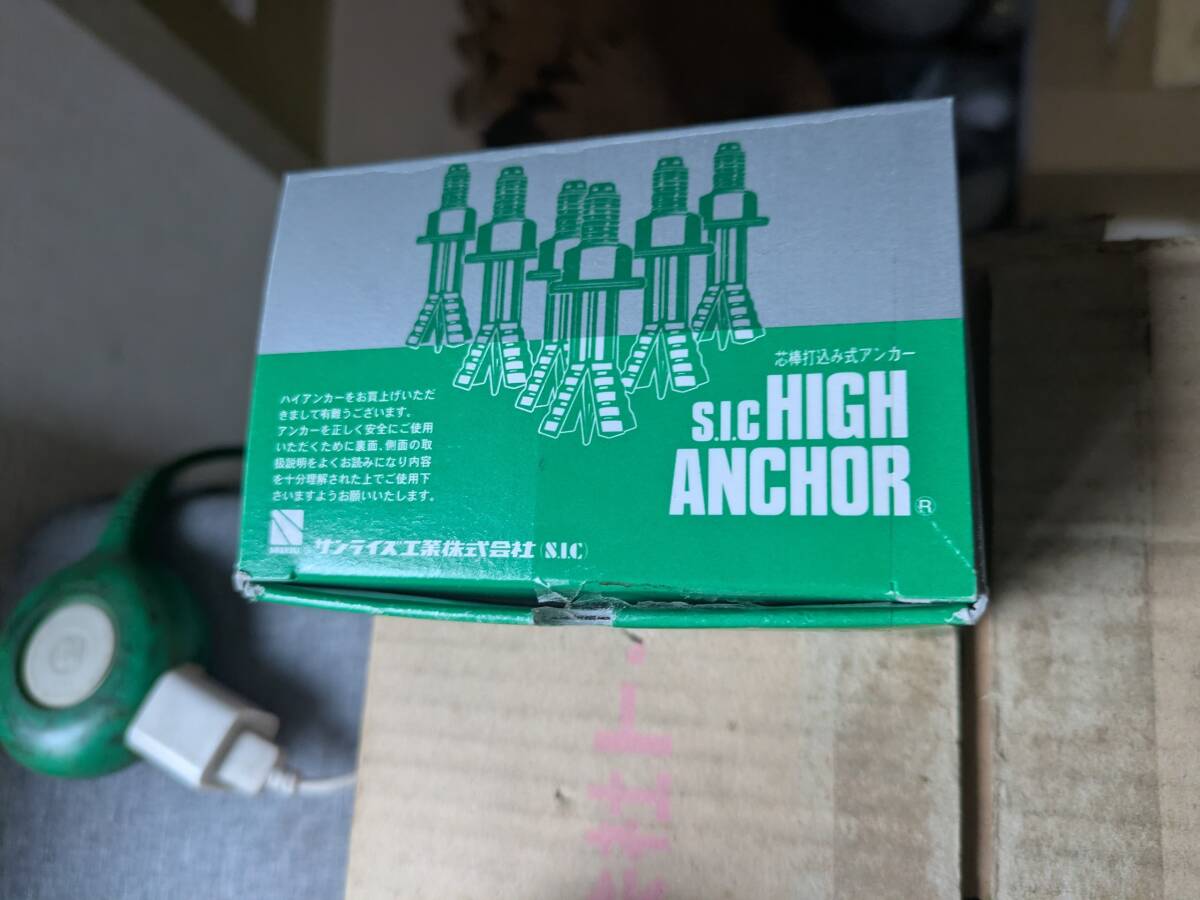 芯棒打込み式アンカー
S.I.C HIGH
ANCHOR®
ハイアンカーをお買上げいただ
きまして有難うございます。
アンカーを正しく安全にご使用
いただくために裏面、側面の取
扱説明をよくお読みになり内容
を十分理解された上でご使用下
さいますようお願いいたします。
サンライズ工業株式会社(S.I.C)